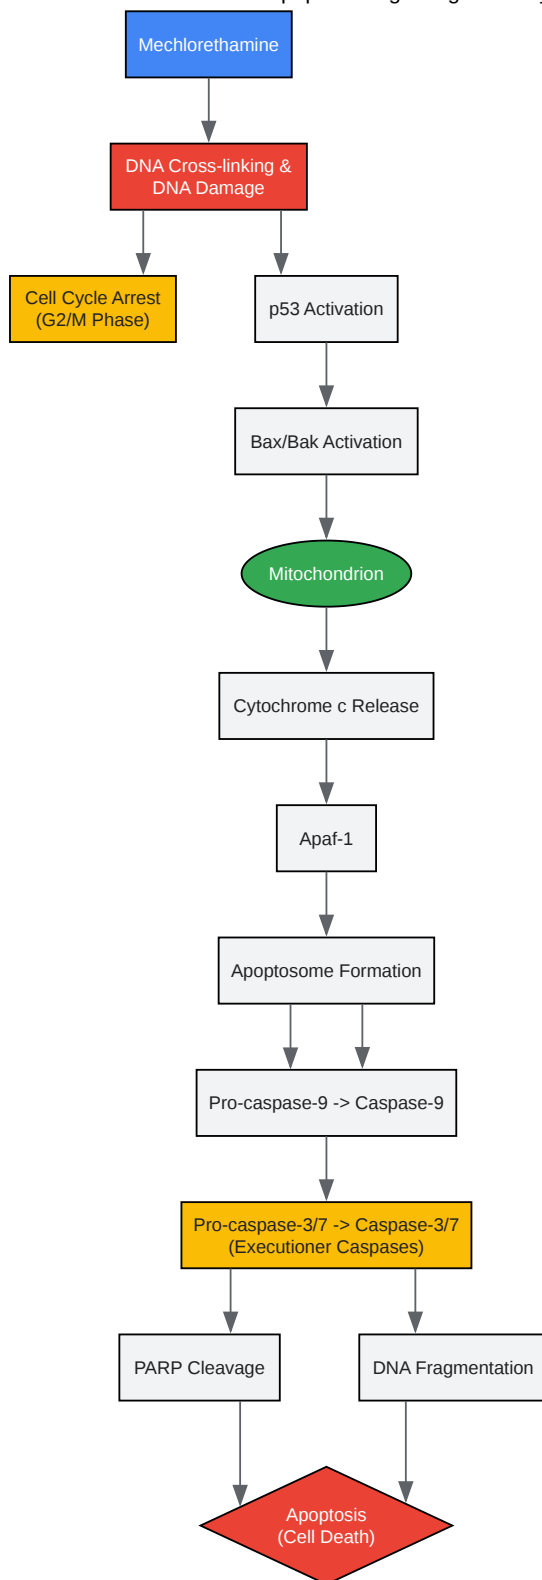 Mechlorethamine
DNA Cross-linking &
DNA Damage
Cell Cycle Arrest
(G2/M Phase)
p53 Activation
Bax/Bak Activation
Mitochondrion
Cytochrome c Release
Apaf-1
Apoptosome Formation
Pro-caspase-9 -> Caspase-9
Pro-caspase-3/7 -> Caspase-3/7
(Executioner Caspases)
PARP Cleavage
DNA Fragmentation
Apoptosis
(Cell Death)